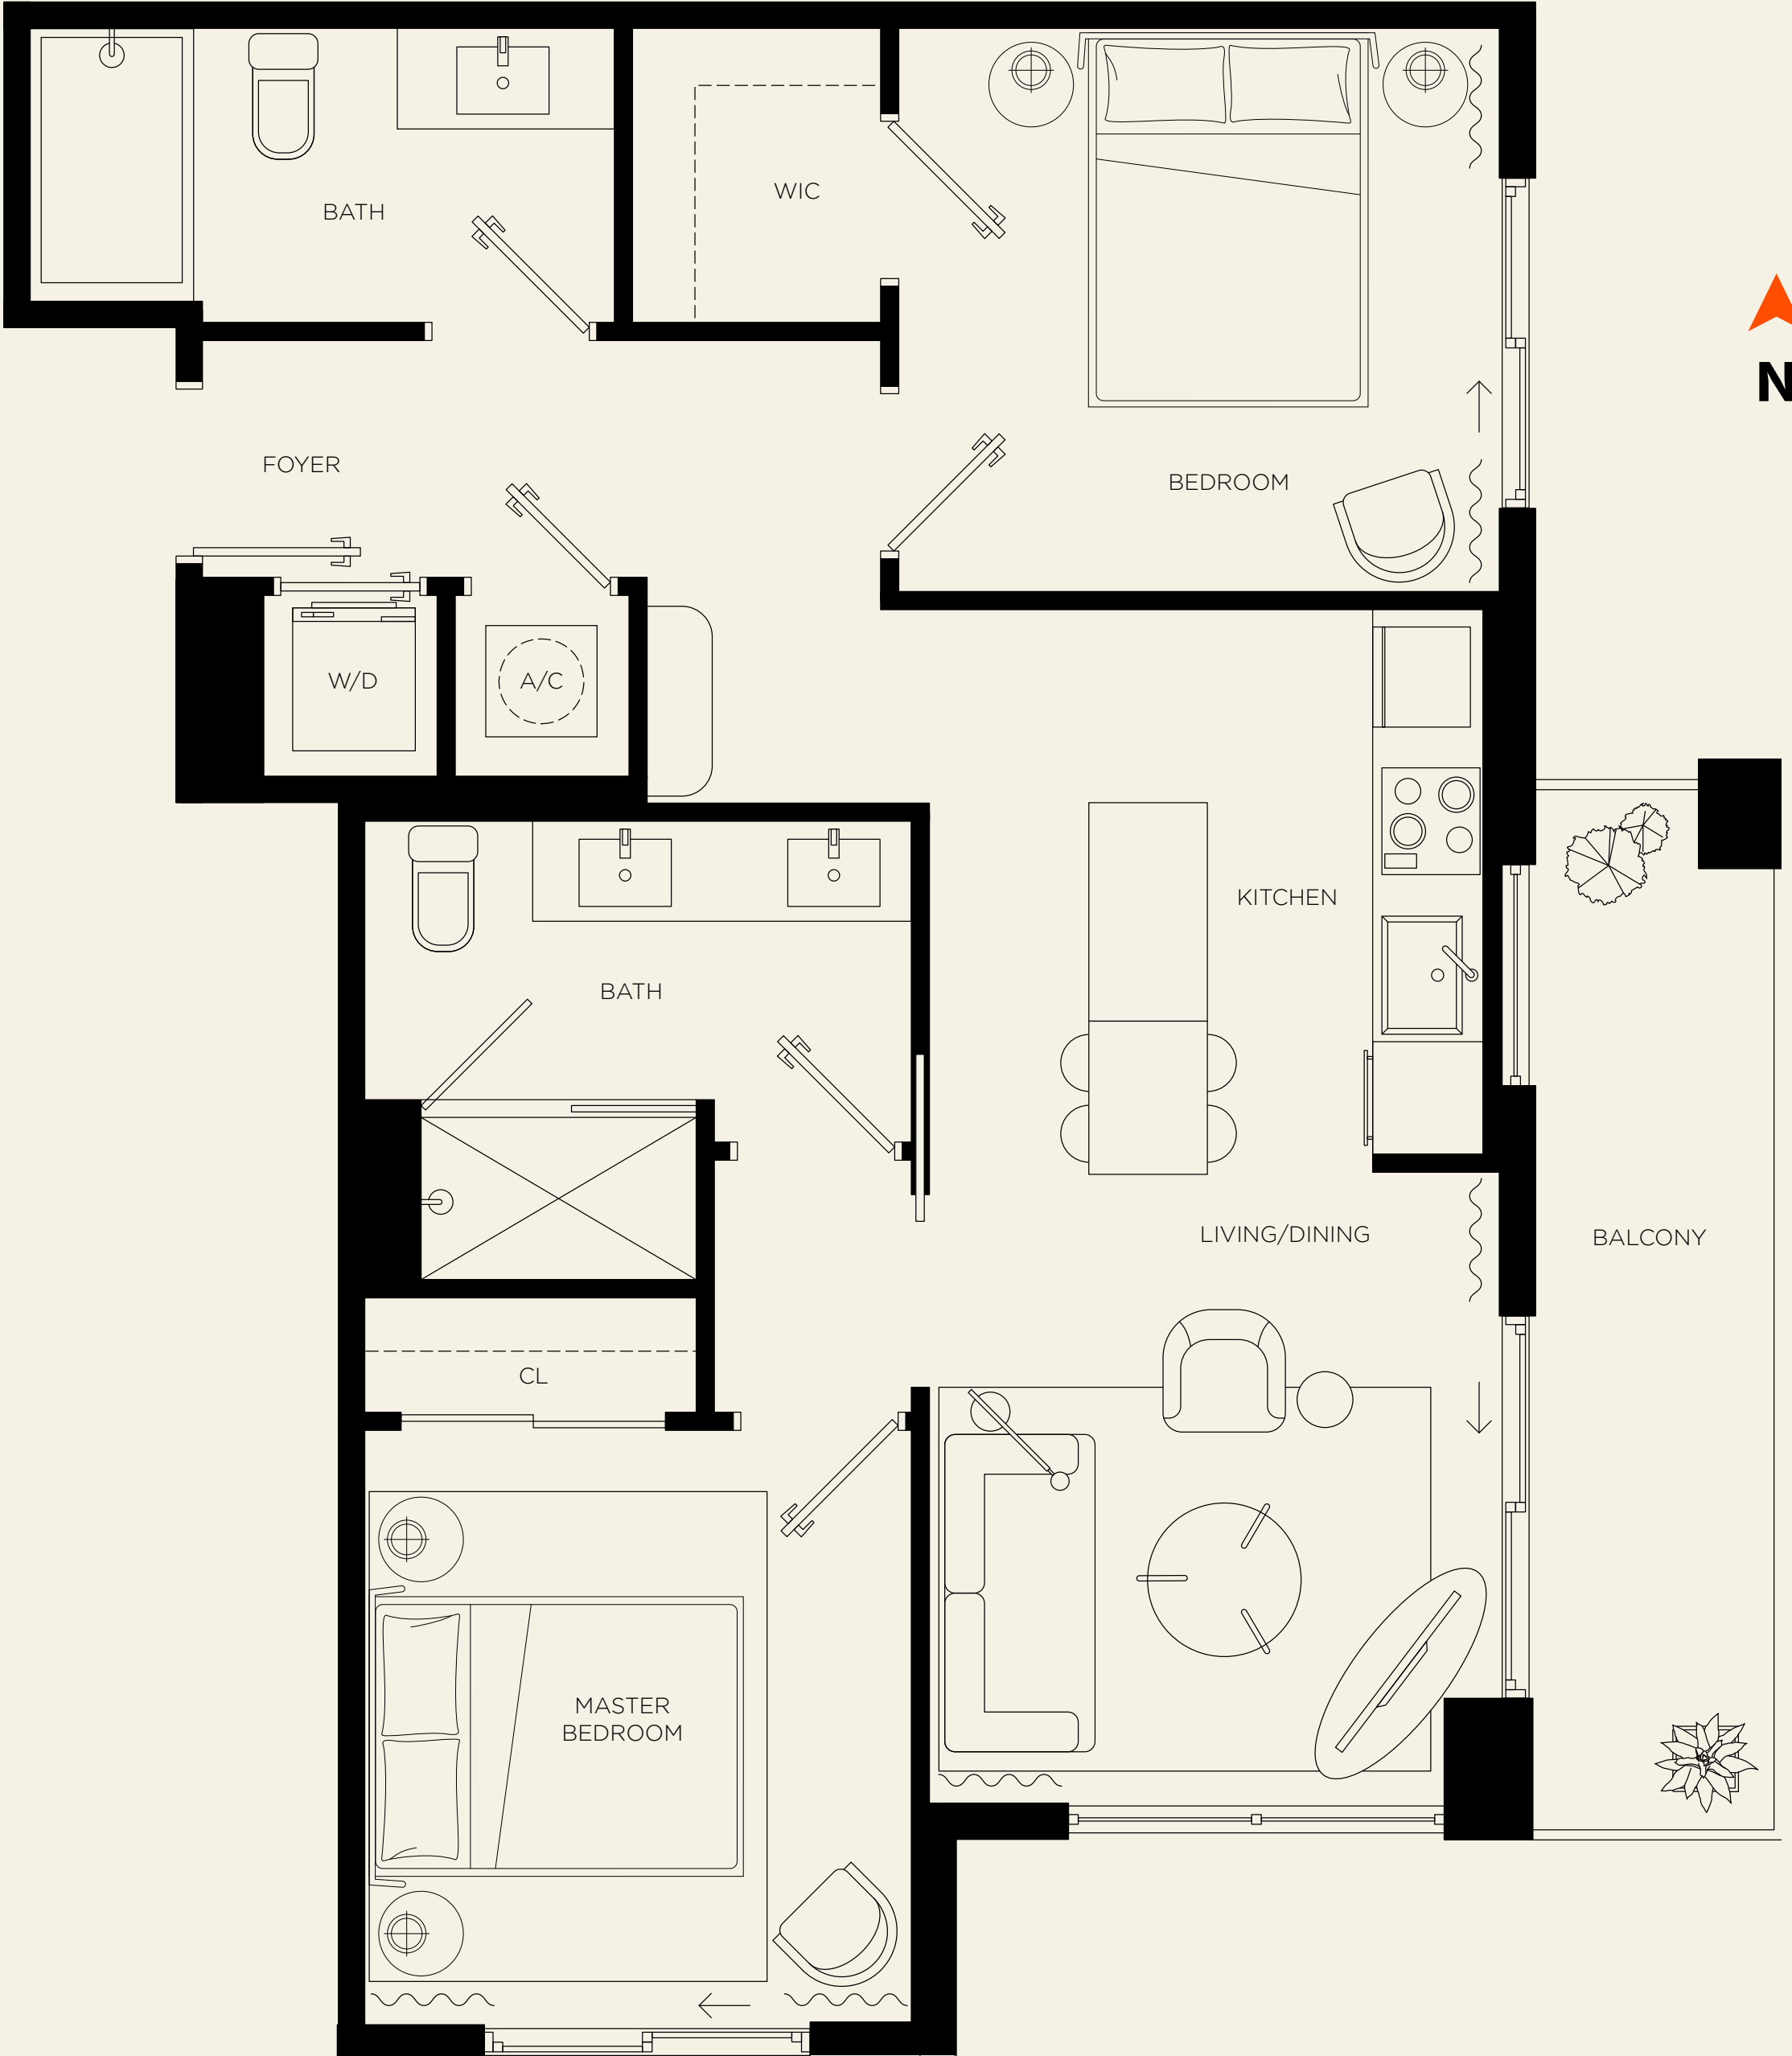 WIC
BATH
N
FOYER
BEDROOM
W/D
A/C
KITCHEN
BATH
LIVING/DINING
BALCONY
CL
MASTER
BEDROOM